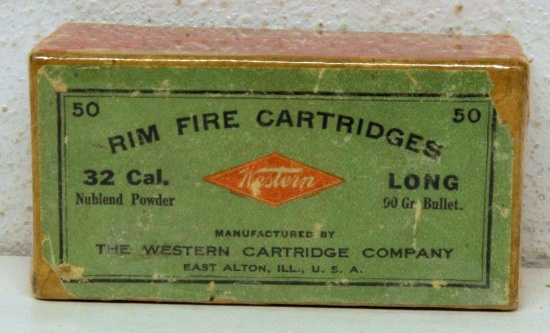 50 50
RIM FIRE CARTRIDGES
32 Cal. Western LONG
Nublend Powder 90 Gr. Bullet.
MANUFACTURED BY
THE WESTERN CARTRIDGE COMPANY
EAST ALTON, ILL., U. S. A.